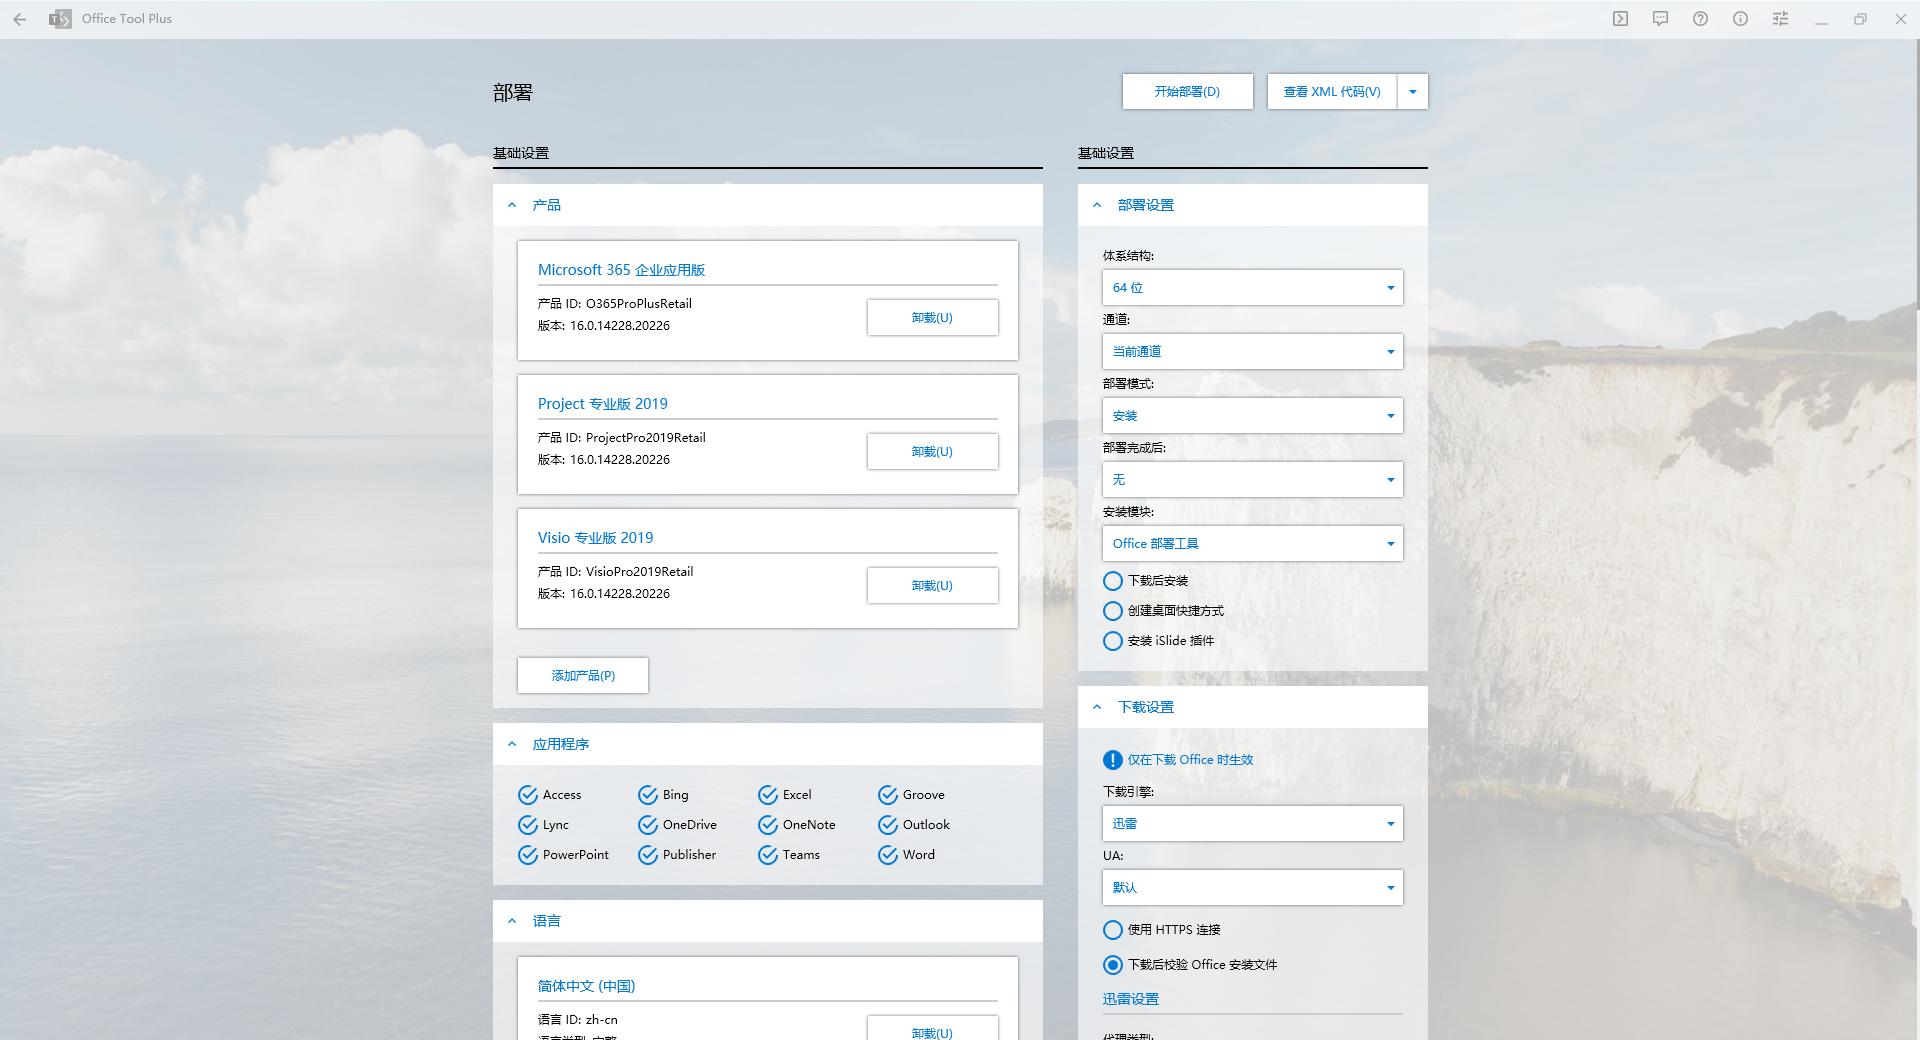 Office Tool Plus
部署
开始部署(D)
查看 XML 代码(V)
基础设置
产品
Microsoft 365 企业应用版
产品 ID: O365ProPlusRetail
版本: 16.0.14228.20226
卸载(U)
Project 专业版 2019
产品 ID: ProjectPro2019Retail
版本: 16.0.14228.20226
卸载(U)
Visio 专业版 2019
产品 ID: VisioPro2019Retail
版本: 16.0.14228.20226
卸载(U)
添加产品(P)
应用程序
Access Bing Excel Groove
Lync OneDrive OneNote Outlook
PowerPoint Publisher Teams Word
语言
简体中文 (中国)
语言 ID: zh-cn
卸载(U)
基础设置
部署设置
体系结构:
64 位
通道:
当前通道
部署模式:
安装
部署完成后:
无
安装模块:
Office 部署工具
下载后安装
创建桌面快捷方式
安装 iSlide 插件
下载设置
仅在下载 Office 时生效
下载引擎:
迅雷
UA:
默认
使用 HTTPS 连接
下载后校验 Office 安装文件
迅雷设置